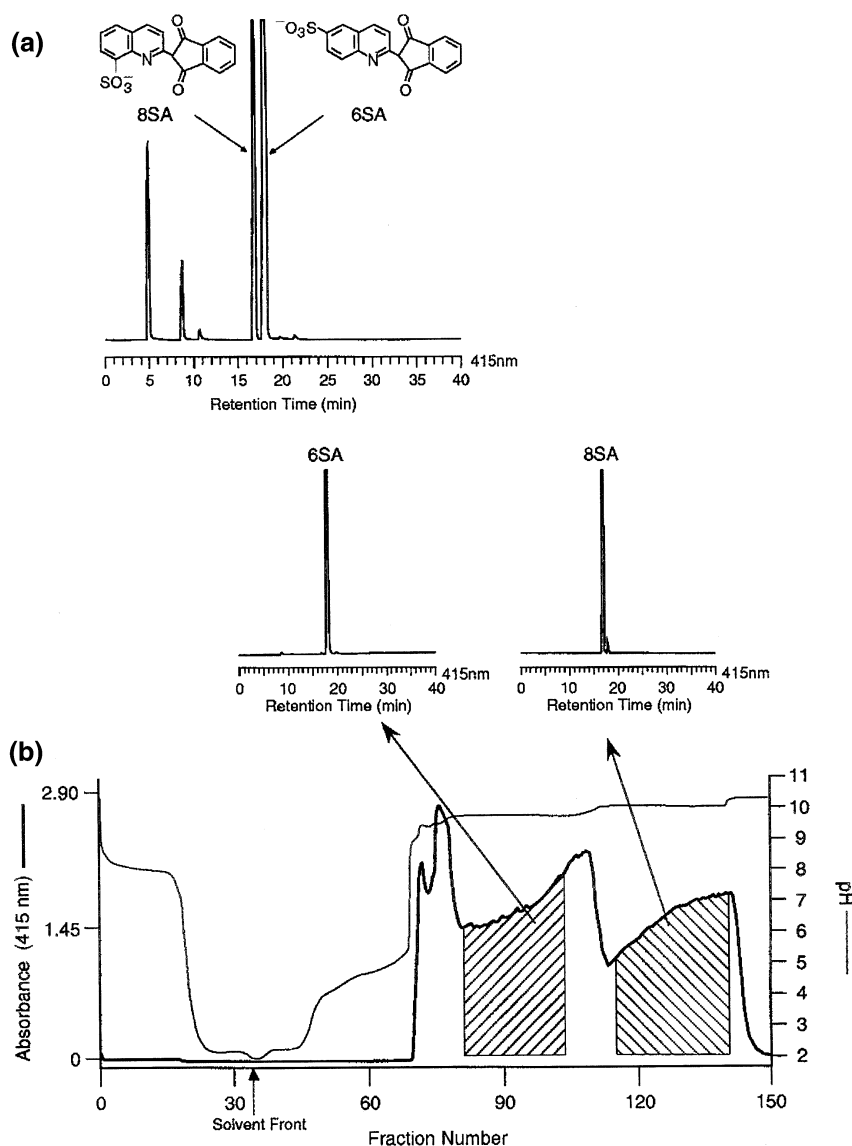 (a)
O
N
O
SO3−
8SA
−O3S
O
N
O
6SA
415nm
0 5 10 15 20 25 30 35 40
Retention Time (min)
6SA
8SA
415nm
0 10 20 30 40
Retention Time (min)
415nm
0 10 20 30 40
Retention Time (min)
(b)
2.90
1.45
0
Absorbance (415 nm)
11
10
9
8
7
6
5
4
3
2
pH
0 30 60 90 120 150
Solvent Front
Fraction Number